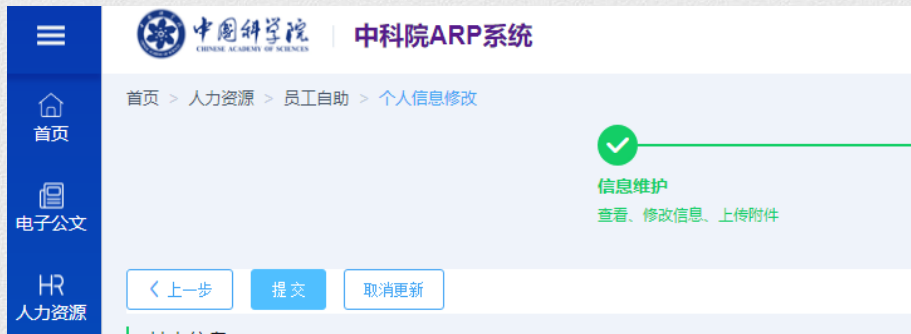 中国科学院
CHINESE ACADEMY OF SCIENCES
中科院ARP系统
首页 > 人力资源 > 员工自助 > 个人信息修改
首页
信息维护
查看、修改信息、上传附件
电子公文
HR
人力资源
< 上一步
提交
取消更新